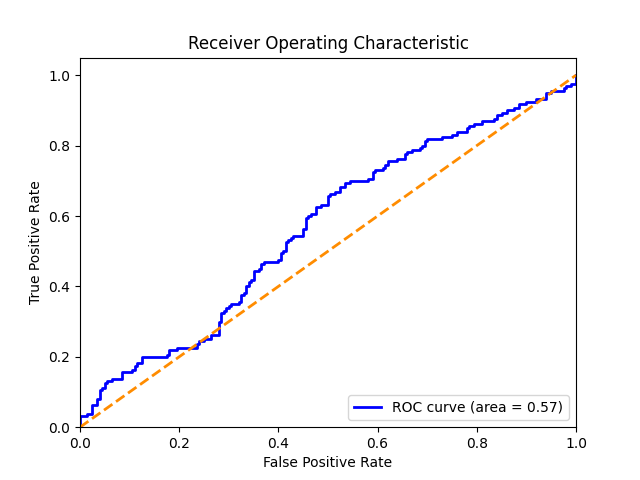 Receiver Operating Characteristic
1.0
0.8
0.6
0.4
0.2
0.0
True Positive Rate
ROC curve (area = 0.57)
0.0 0.2 0.4 0.6 0.8 1.0
False Positive Rate